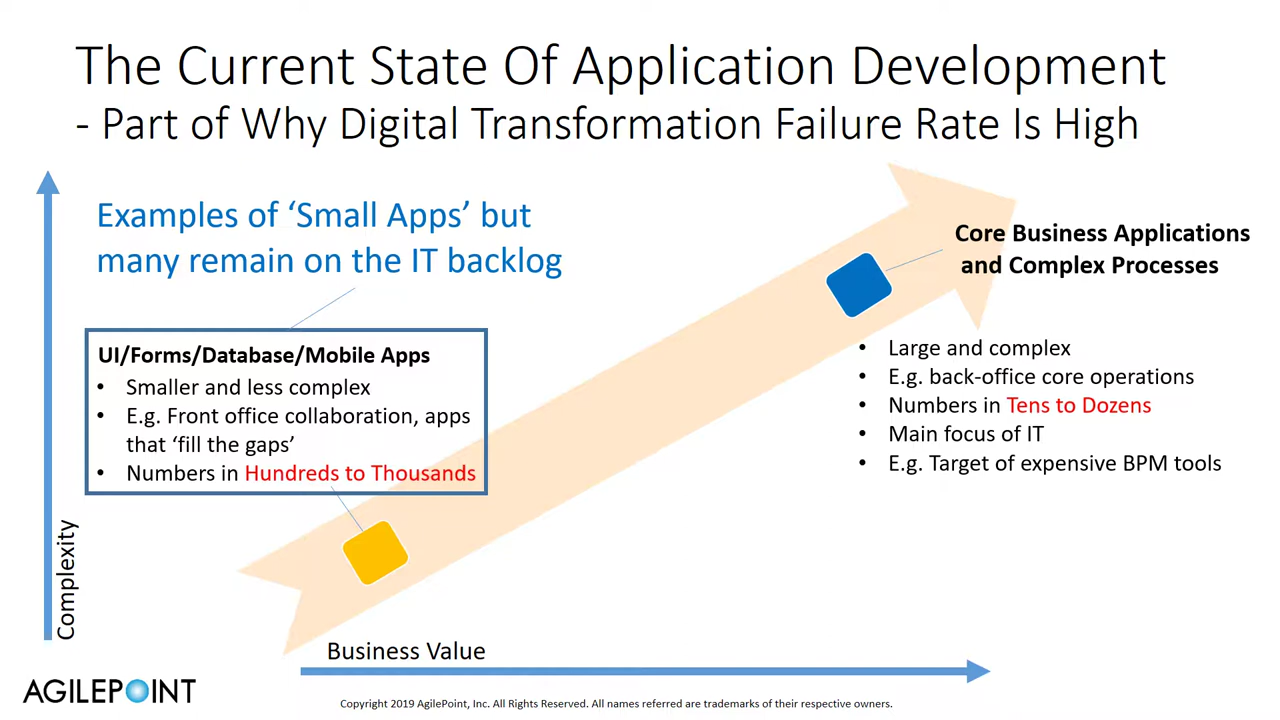 The Current State Of Application Development
- Part of Why Digital Transformation Failure Rate Is High
Examples of ‘Small Apps’ but
many remain on the IT backlog
UI/Forms/Database/Mobile Apps
• Smaller and less complex
• E.g. Front office collaboration, apps
that ‘fill the gaps’
• Numbers in Hundreds to Thousands
Core Business Applications
and Complex Processes
• Large and complex
• E.g. back-office core operations
• Numbers in Tens to Dozens
• Main focus of IT
• E.g. Target of expensive BPM tools
Complexity
Business Value
AGILEPOINT
Copyright 2019 AgilePoint, Inc. All Rights Reserved. All names referred are trademarks of their respective owners.